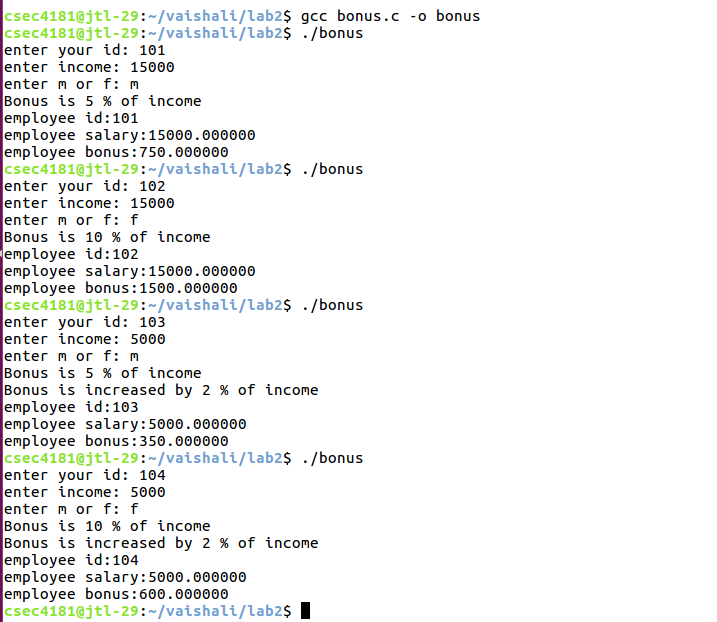 csec4181@jtl-29:~/vaishali/lab2$ gcc bonus.c -o bonus
csec4181@jtl-29:~/vaishali/lab2$ ./bonus
enter your id: 101
enter income: 15000
enter m or f: m
Bonus is 5 % of income
employee id:101
employee salary:15000.000000
employee bonus:750.000000
csec4181@jtl-29:~/vaishali/lab2$ ./bonus
enter your id: 102
enter income: 15000
enter m or f: f
Bonus is 10 % of income
employee id:102
employee salary:15000.000000
employee bonus:1500.000000
csec4181@jtl-29:~/vaishali/lab2$ ./bonus
enter your id: 103
enter income: 5000
enter m or f: m
Bonus is 5 % of income
Bonus is increased by 2 % of income
employee id:103
employee salary:5000.000000
employee bonus:350.000000
csec4181@jtl-29:~/vaishali/lab2$ ./bonus
enter your id: 104
enter income: 5000
enter m or f: f
Bonus is 10 % of income
Bonus is increased by 2 % of income
employee id:104
employee salary:5000.000000
employee bonus:600.000000
csec4181@jtl-29:~/vaishali/lab2$